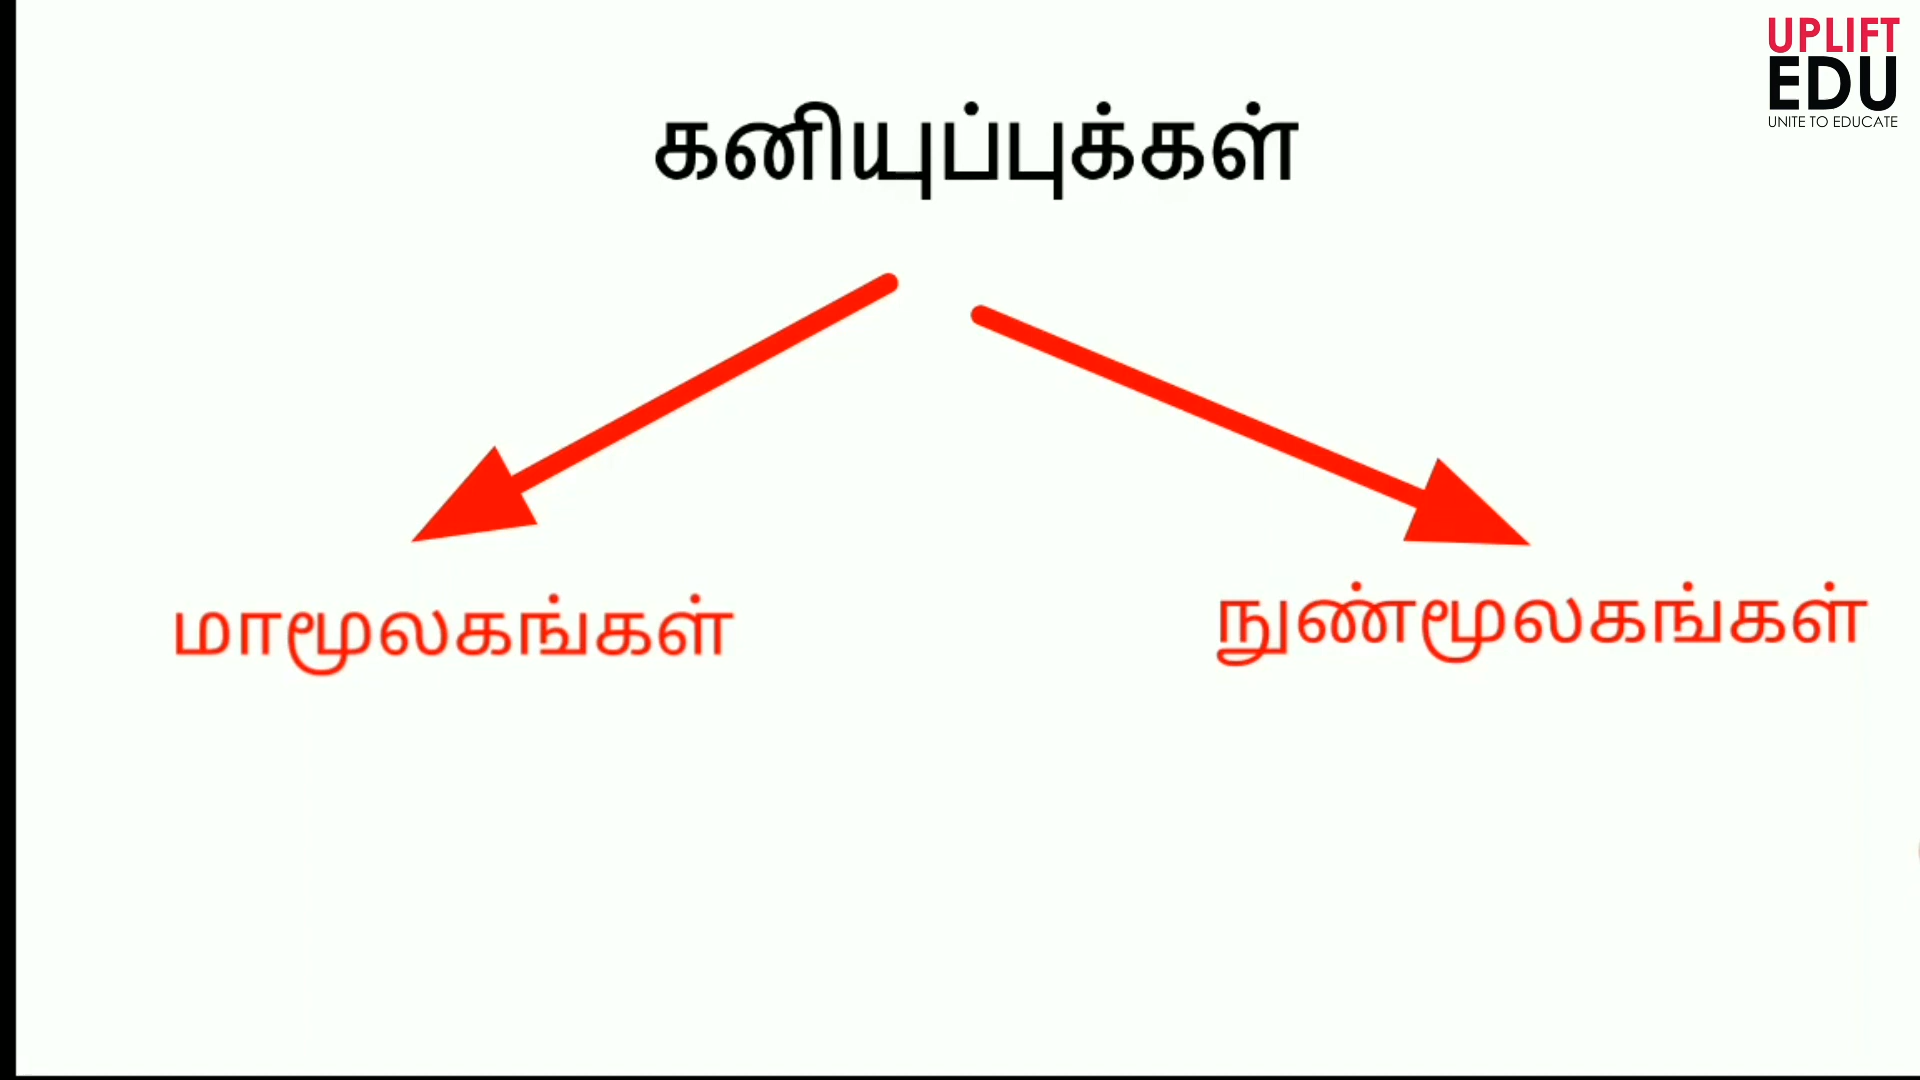 UPLIFT
EDU
UNITE TO EDUCATE
கனியுப்புக்கள்
மாமூலகங்கள்
நுண்மூலகங்கள்